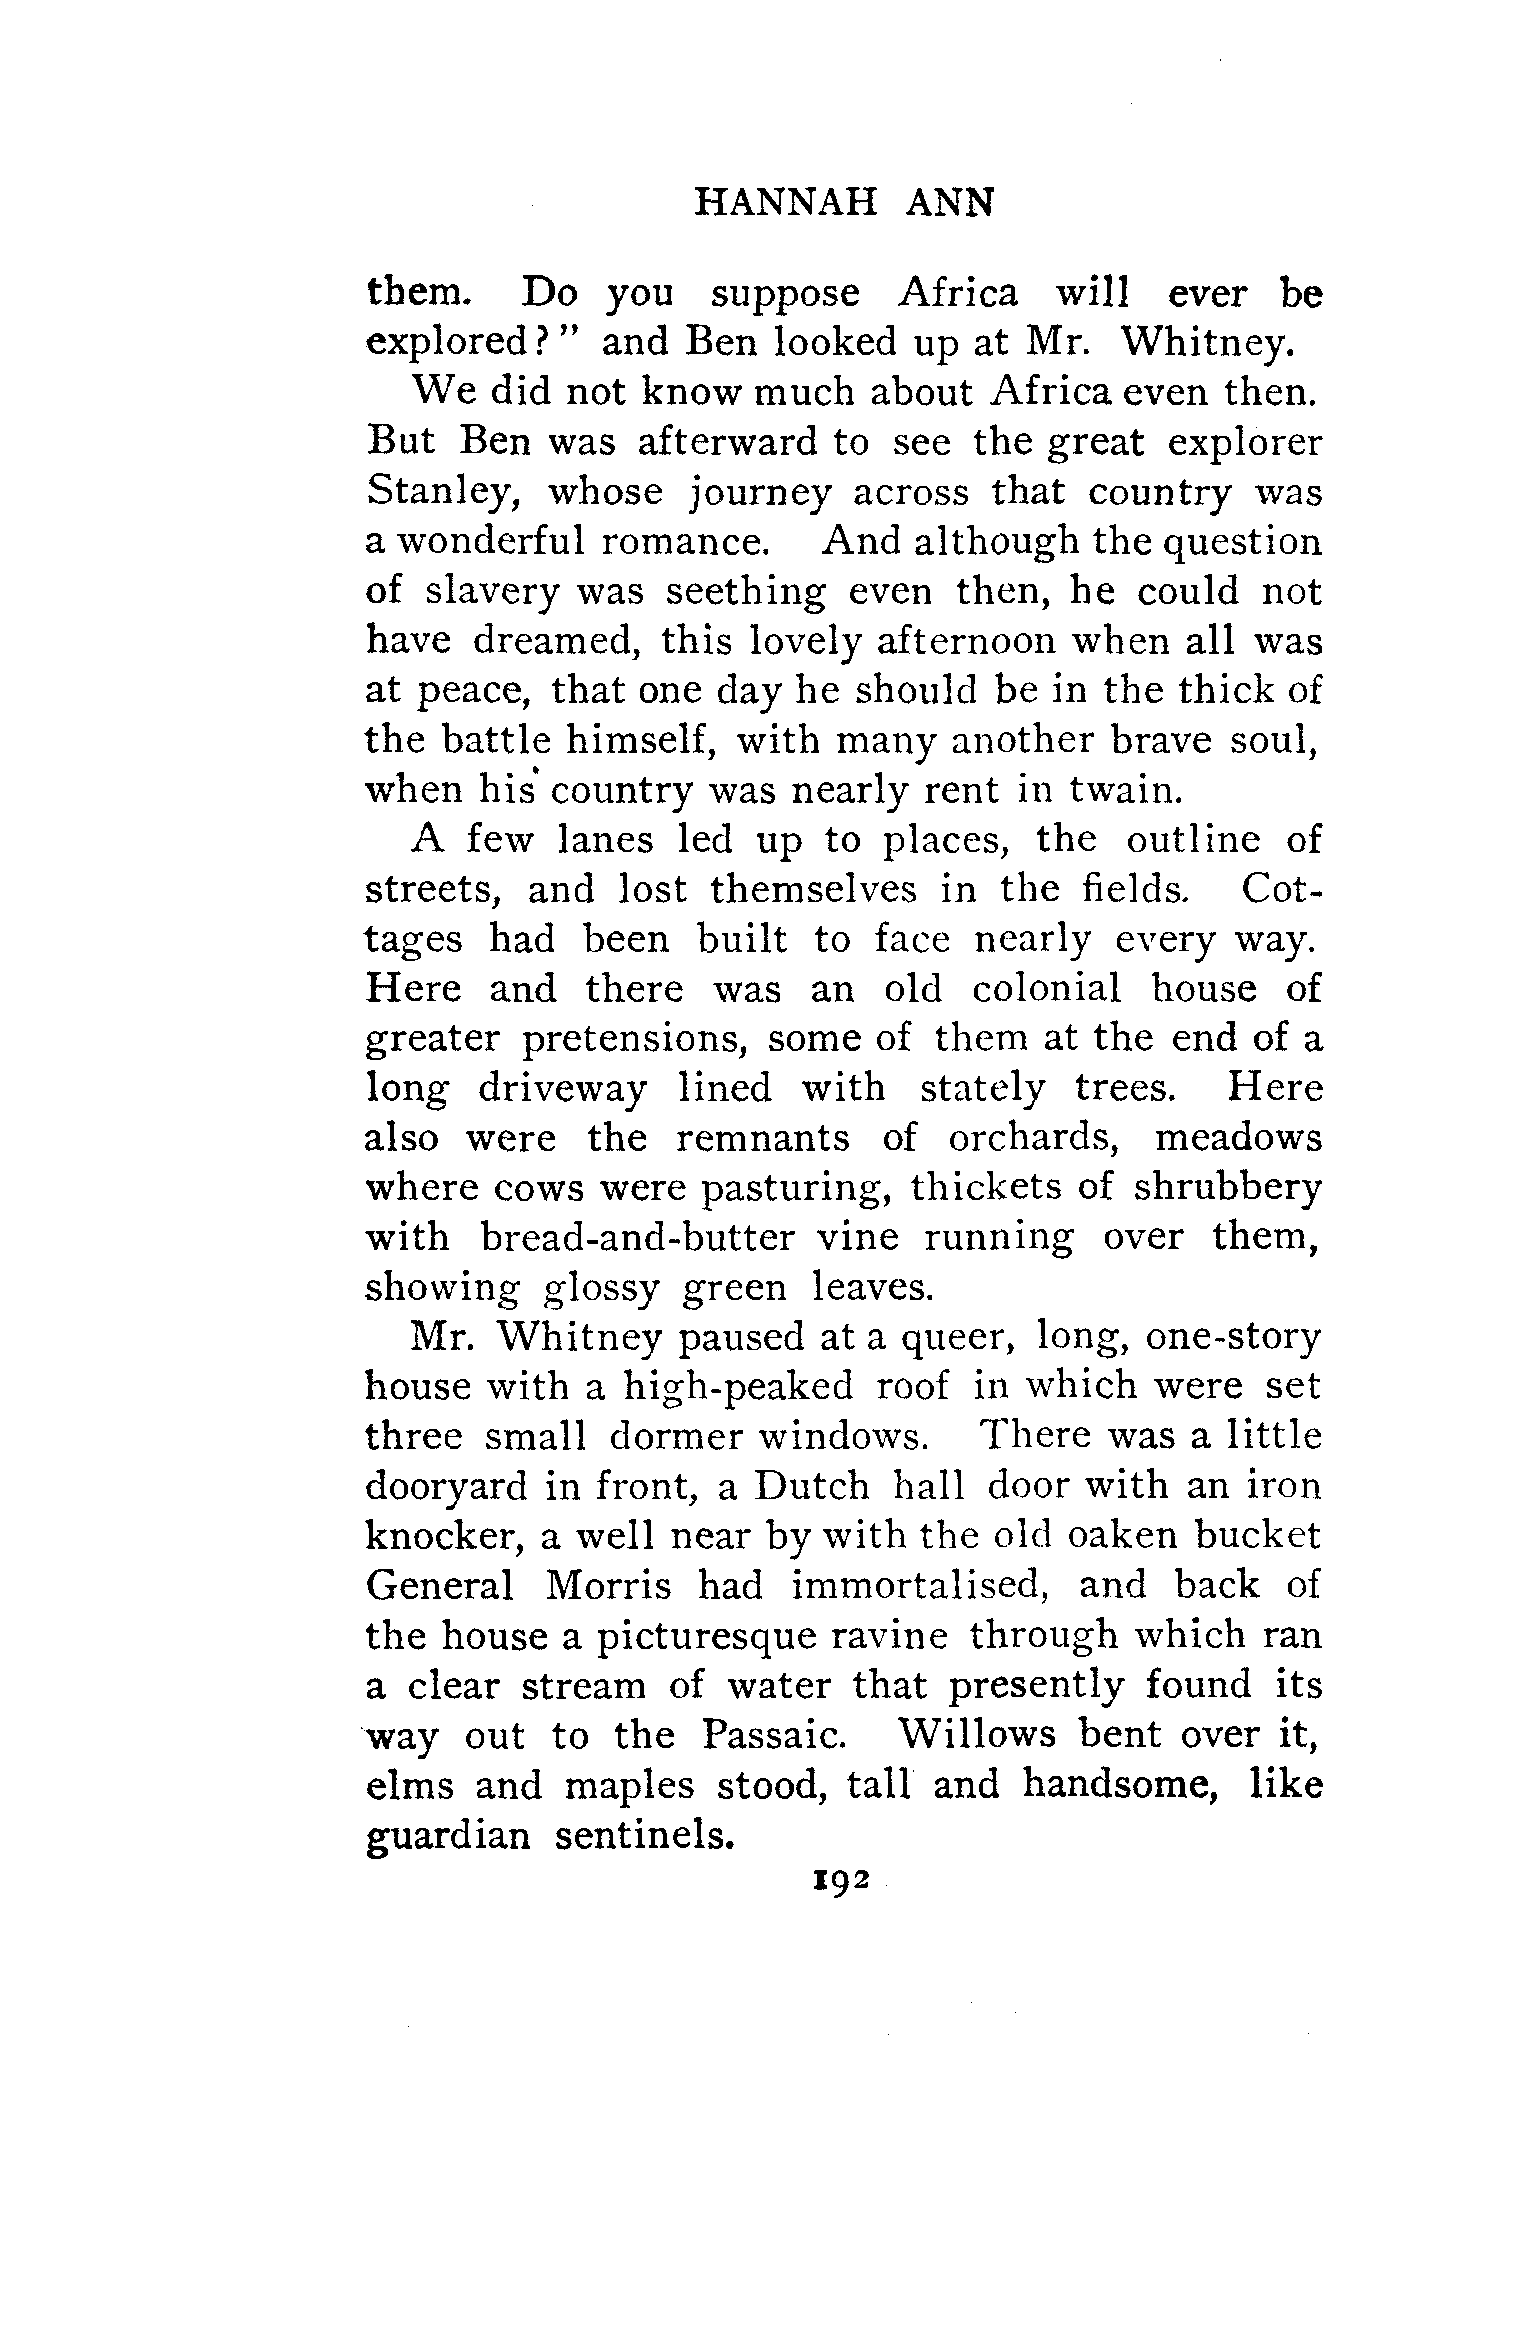 HANNAH ANN
them. Do you suppose Africa will ever be
explored?" and Ben looked up at Mr. Whitney.
We did not know much about Africa even then.
But Ben was afterward to see the great explorer
Stanley, whose journey across that country was
a wonderful romance. And although the question
of slavery was seething even then, he could not
have dreamed, this lovely afternoon when all was
at peace, that one day he should be in the thick of
the battle himself, with many another brave soul,
when his country was nearly rent in twain.
A few lanes led up to places, the outline of
streets, and lost themselves in the fields. Cot-
tages had been built to face nearly every way.
Here and there was an old colonial house of
greater pretensions, some of them at the end of a
long driveway lined with stately trees. Here
also were the remnants of orchards, meadows
where cows were pasturing, thickets of shrubbery
with bread-and-butter vine running over them,
showing glossy green leaves.
Mr. Whitney paused at a queer, long, one-story
house with a high-peaked roof in which were set
three small dormer windows. There was a little
dooryard in front, a Dutch hall door with an iron
knocker, a well near by with the old oaken bucket
General Morris had immortalised, and back of
the house a picturesque ravine through which ran
a clear stream of water that presently found its
way out to the Passaic. Willows bent over it,
elms and maples stood, tall and handsome, like
guardian sentinels.
192